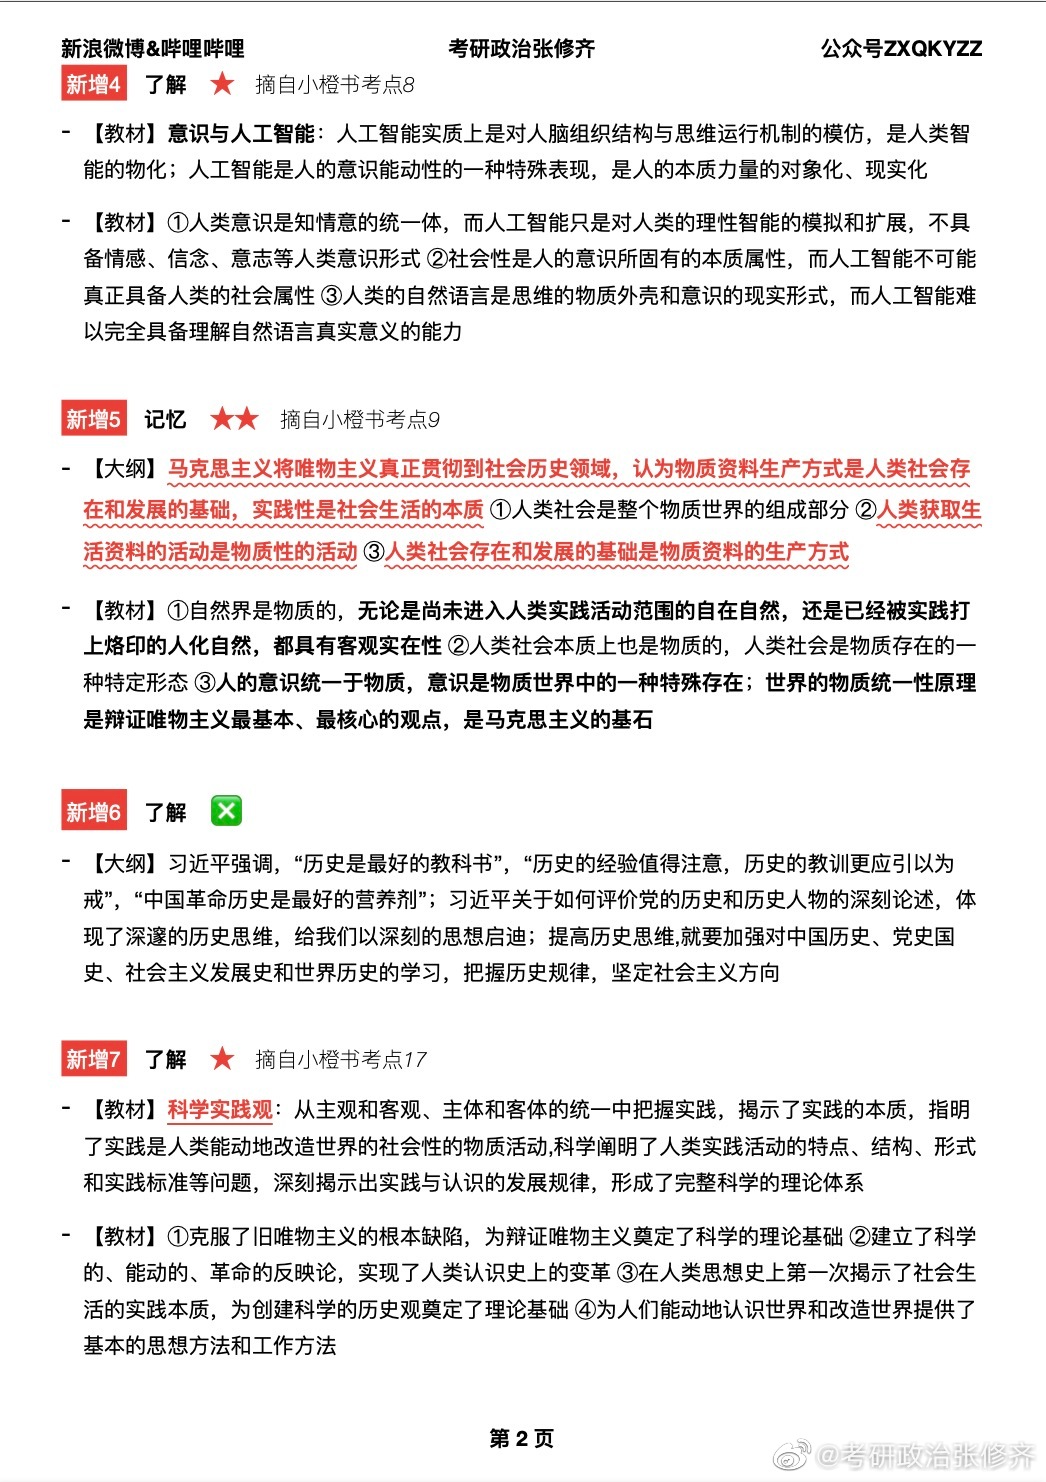 新浪微博&哔哩哔哩 考研政治张修齐 公众号ZXQKYZZ
新增4 了解 ★ 摘自小橙书考点8
- 【教材】意识与人工智能：人工智能实质上是对人脑组织结构与思维运行机制的模仿，是人类智
能的物化；人工智能是人的意识能动性的一种特殊表现，是人的本质力量的对象化、现实化
- 【教材】①人类意识是知情意的统一体，而人工智能只是对人类的理性智能的模拟和扩展，不具
备情感、信念、意志等人类意识形式 ②社会性是人的意识所固有的本质属性，而人工智能不可能
真正具备人类的社会属性 ③人类的自然语言是思维的物质外壳和意识的现实形式，而人工智能难
以完全具备理解自然语言真实意义的能力
新增5 记忆 ★★ 摘自小橙书考点9
- 【大纲】马克思主义将唯物主义真正贯彻到社会历史领域，认为物质资料生产方式是人类社会存
在和发展的基础，实践性是社会生活的本质 ①人类社会是整个物质世界的组成部分 ②人类获取生
活资料的活动是物质性的活动 ③人类社会存在和发展的基础是物质资料的生产方式
- 【教材】①自然界是物质的，无论是尚未进入人类实践活动范围的自在自然，还是已经被实践打
上烙印的人化自然，都具有客观实在性 ②人类社会本质上也是物质的，人类社会是物质存在的一
种特定形态 ③人的意识统一于物质，意识是物质世界中的一种特殊存在；世界的物质统一性原理
是辩证唯物主义最基本、最核心的观点，是马克思主义的基石
新增6 了解 ❎
- 【大纲】习近平强调，“历史是最好的教科书”，“历史的经验值得注意，历史的教训更应引以为
戒”，“中国革命历史是最好的营养剂”；习近平关于如何评价党的历史和历史人物的深刻论述，体
现了深邃的历史思维，给我们以深刻的思想启迪；提高历史思维,就要加强对中国历史、党史国
史、社会主义发展史和世界历史的学习，把握历史规律，坚定社会主义方向
新增7 了解 ★ 摘自小橙书考点17
- 【教材】科学实践观：从主观和客观、主体和客体的统一中把握实践，揭示了实践的本质，指明
了实践是人类能动地改造世界的社会性的物质活动,科学阐明了人类实践活动的特点、结构、形式
和实践标准等问题，深刻揭示出实践与认识的发展规律，形成了完整科学的理论体系
- 【教材】①克服了旧唯物主义的根本缺陷，为辩证唯物主义奠定了科学的理论基础 ②建立了科学
的、能动的、革命的反映论，实现了人类认识史上的变革 ③在人类思想史上第一次揭示了社会生
活的实践本质，为创建科学的历史观奠定了理论基础 ④为人们能动地认识世界和改造世界提供了
基本的思想方法和工作方法
第 2 页
@考研政治张修齐